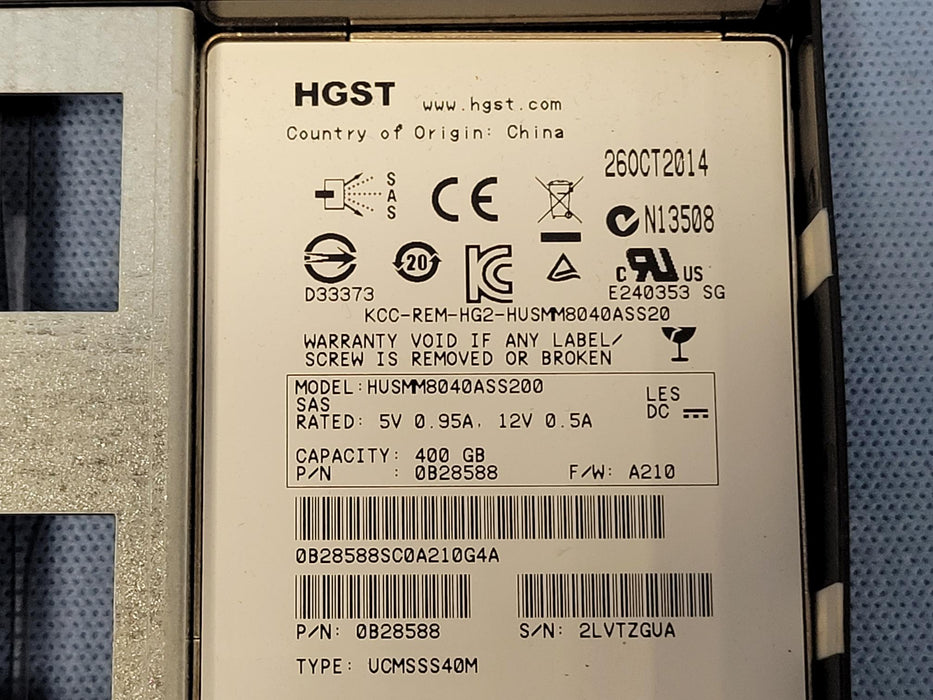 HGST www.hgst.com
Country of Origin: China
26OCT2014
SAS
CE
N13508
20
D33373
c RU US
E240353 SG
KCC-REM-HG2-HUSMM8040ASS20
WARRANTY VOID IF ANY LABEL/
SCREW IS REMOVED OR BROKEN
MODEL:HUSMM8040ASS200
SAS
RATED: 5V 0.95A, 12V 0.5A
LES
DC
CAPACITY: 400 GB
P/N : 0B28588 F/W: A210
0B28588SC0A210G4A
P/N: 0B28588 S/N: 2LVTZGUA
TYPE: UCMSSS40M